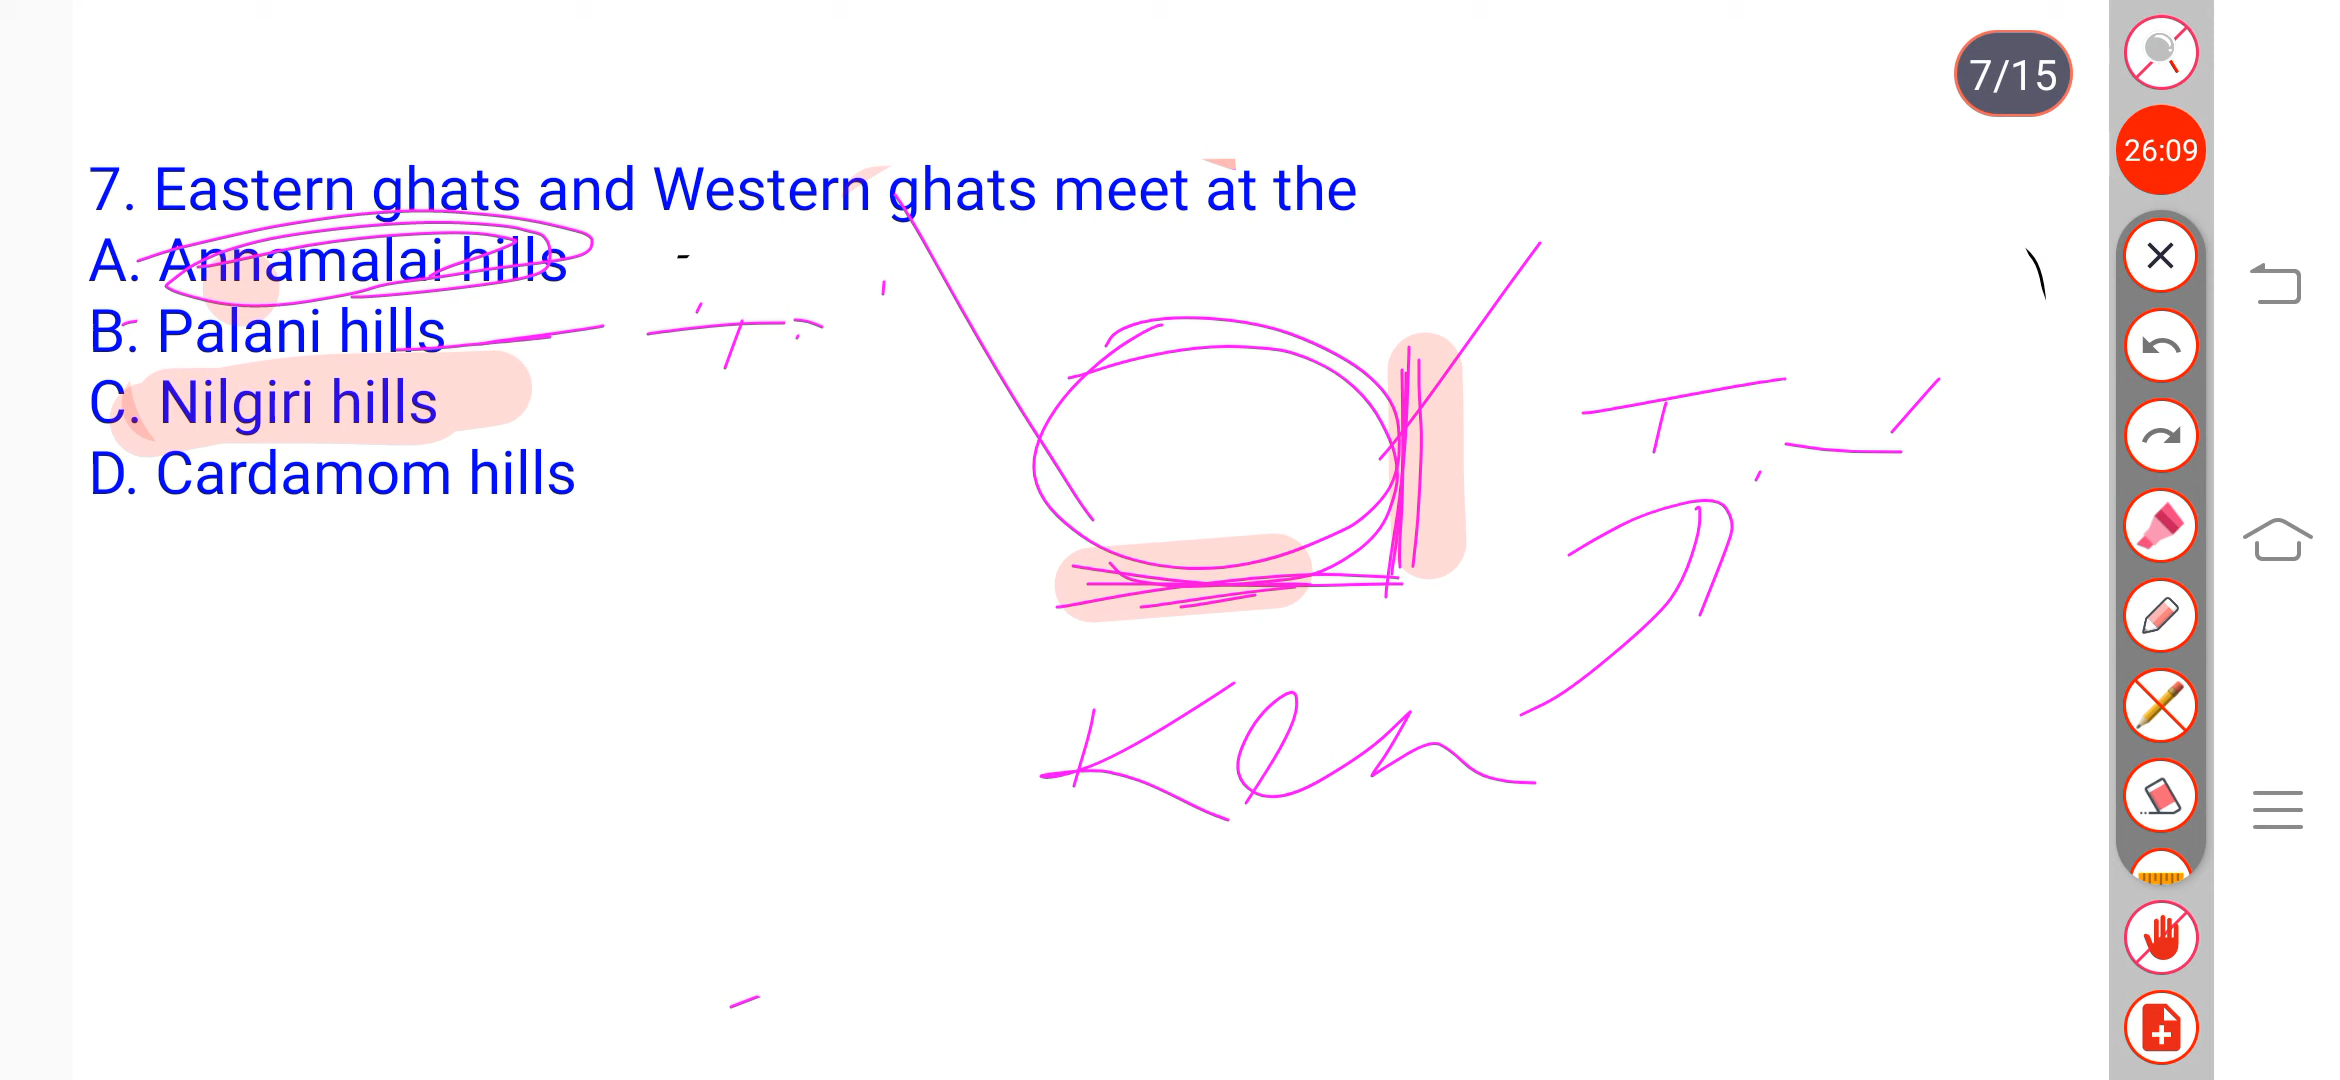 7/15
26:09
7. Eastern ghats and Western ghats meet at the
A. Annamalai hills
B. Palani hills
C. Nilgiri hills
D. Cardamom hills